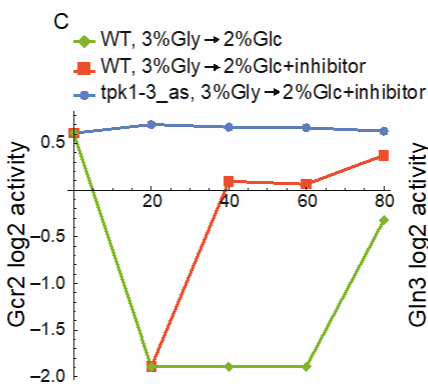 C
WT, 3%Gly→2%Glc
WT, 3%Gly→2%Glc+inhibitor
tpk1-3_as, 3%Gly→2%Glc+inhibitor
Gcr2 log2 activity
0.5
−0.5
−1.0
−1.5
−2.0
20 40 60 80
Gln3 log2 activity